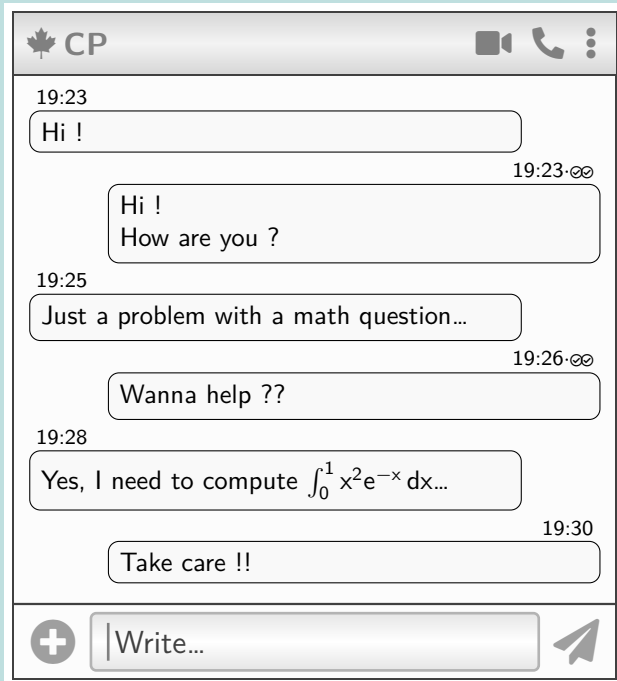 CP
19:23
Hi !
19:23·
Hi !
How are you ?
19:25
Just a problem with a math question…
19:26·
Wanna help ??
19:28
Yes, I need to compute ∫₀¹ x²e⁻ˣ dx…
19:30
Take care !!
Write…